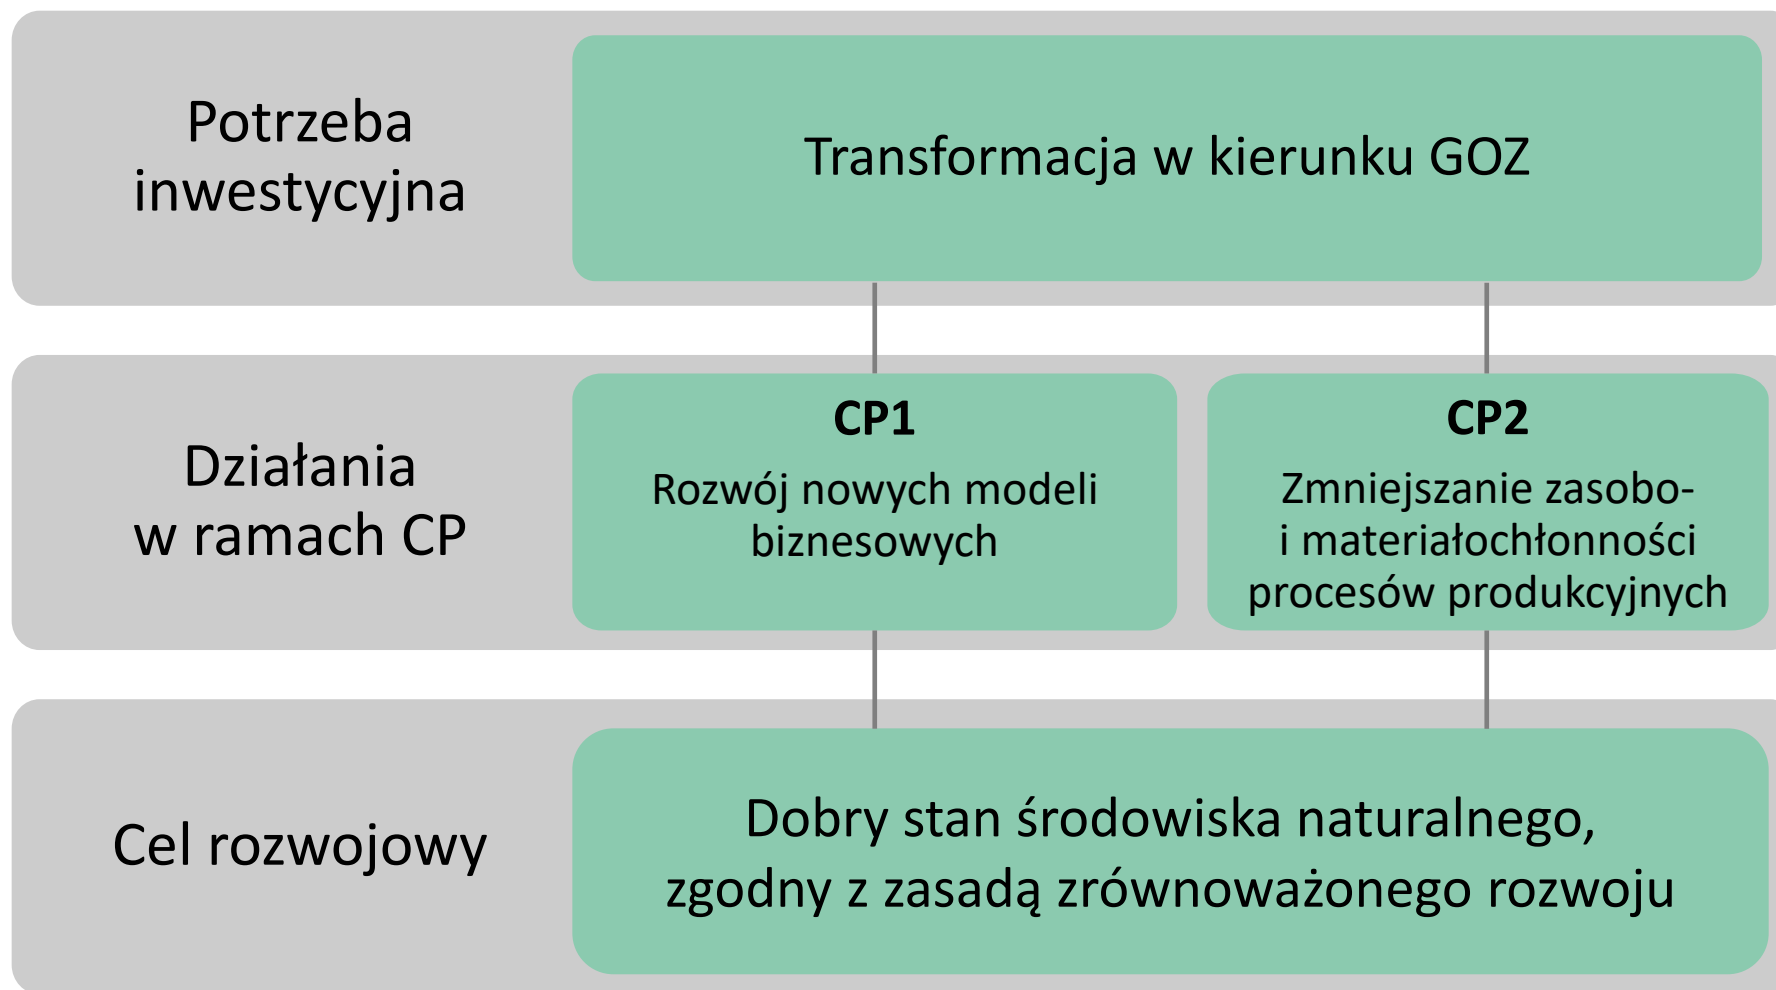 Potrzeba
inwestycyjna
Transformacja w kierunku GOZ
Działania
w ramach CP
CP1
Rozwój nowych modeli
biznesowych
CP2
Zmniejszanie zasobo-
i materiałochłonności
procesów produkcyjnych
Cel rozwojowy
Dobry stan środowiska naturalnego,
zgodny z zasadą zrównoważonego rozwoju